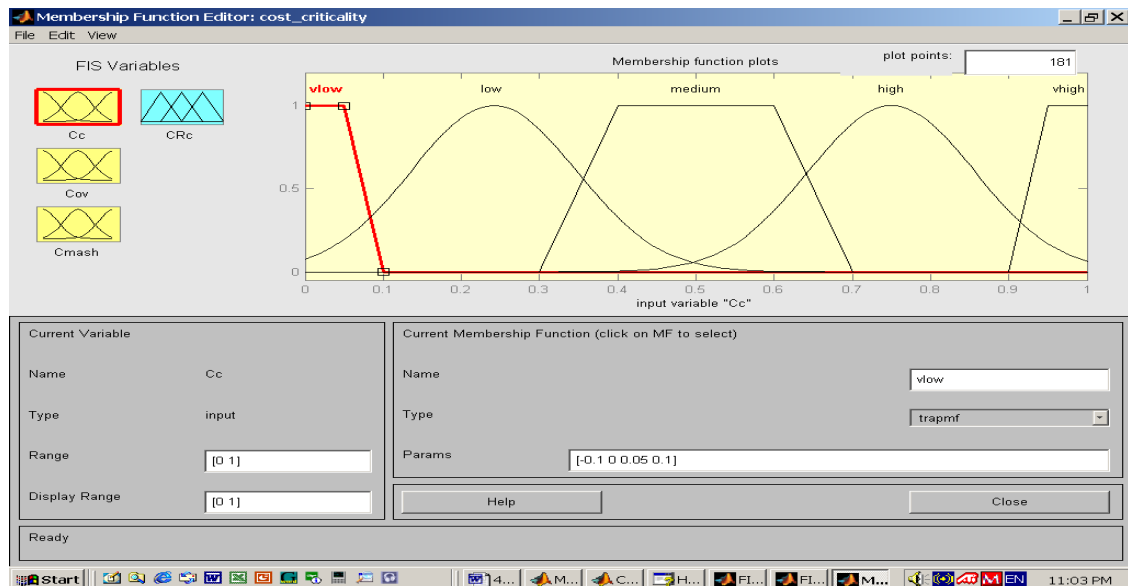 Membership Function Editor: cost_criticality
File Edit View
FIS Variables
Membership function plots
plot points:
181
Cc
CRc
Cov
Cmash
vlow low medium high vhigh
1
0.5
0
0 0.1 0.2 0.3 0.4 0.5 0.6 0.7 0.8 0.9 1
input variable "Cc"
Current Variable
Name Cc
Type input
Range [0 1]
Display Range [0 1]
Current Membership Function (click on MF to select)
Name vlow
Type trapmf
Params [-0.1 0 0.05 0.1]
Help Close
Ready
Start 4... M... C... H... FI... FI... M... EN 11:03 PM